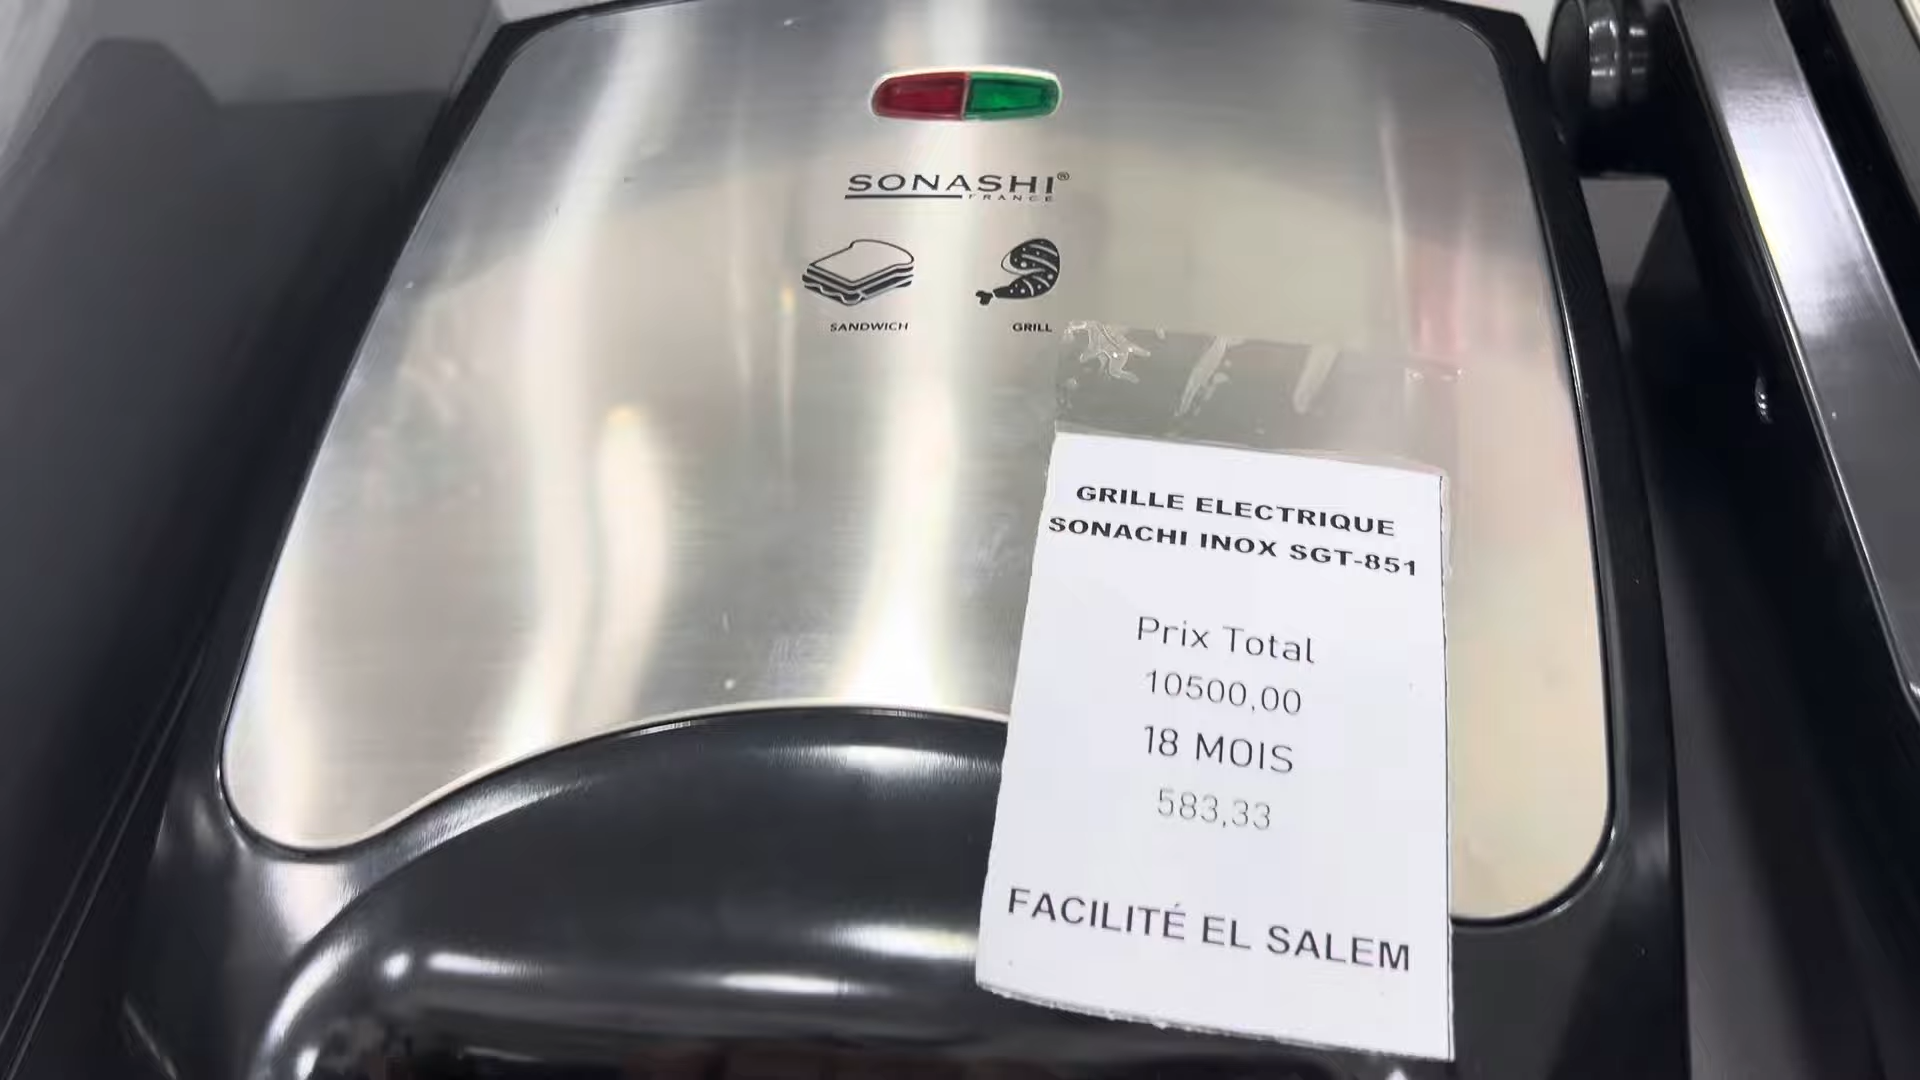 SONASHI®
FRANCE
SANDWICH
GRILL
GRILLE ELECTRIQUE
SONACHI INOX SGT-851
Prix Total
10500,00
18 MOIS
583,33
FACILITÉ EL SALEM